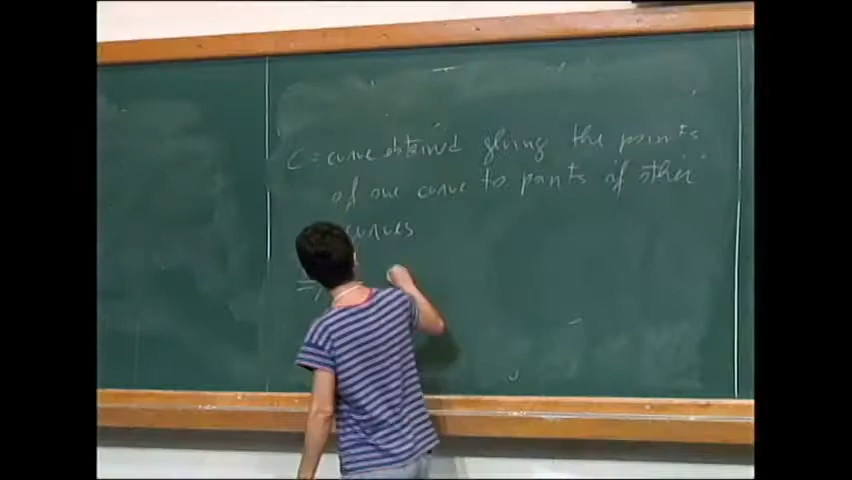 C = curve obtained gluing the points
of one curve to points of other
curves
=>